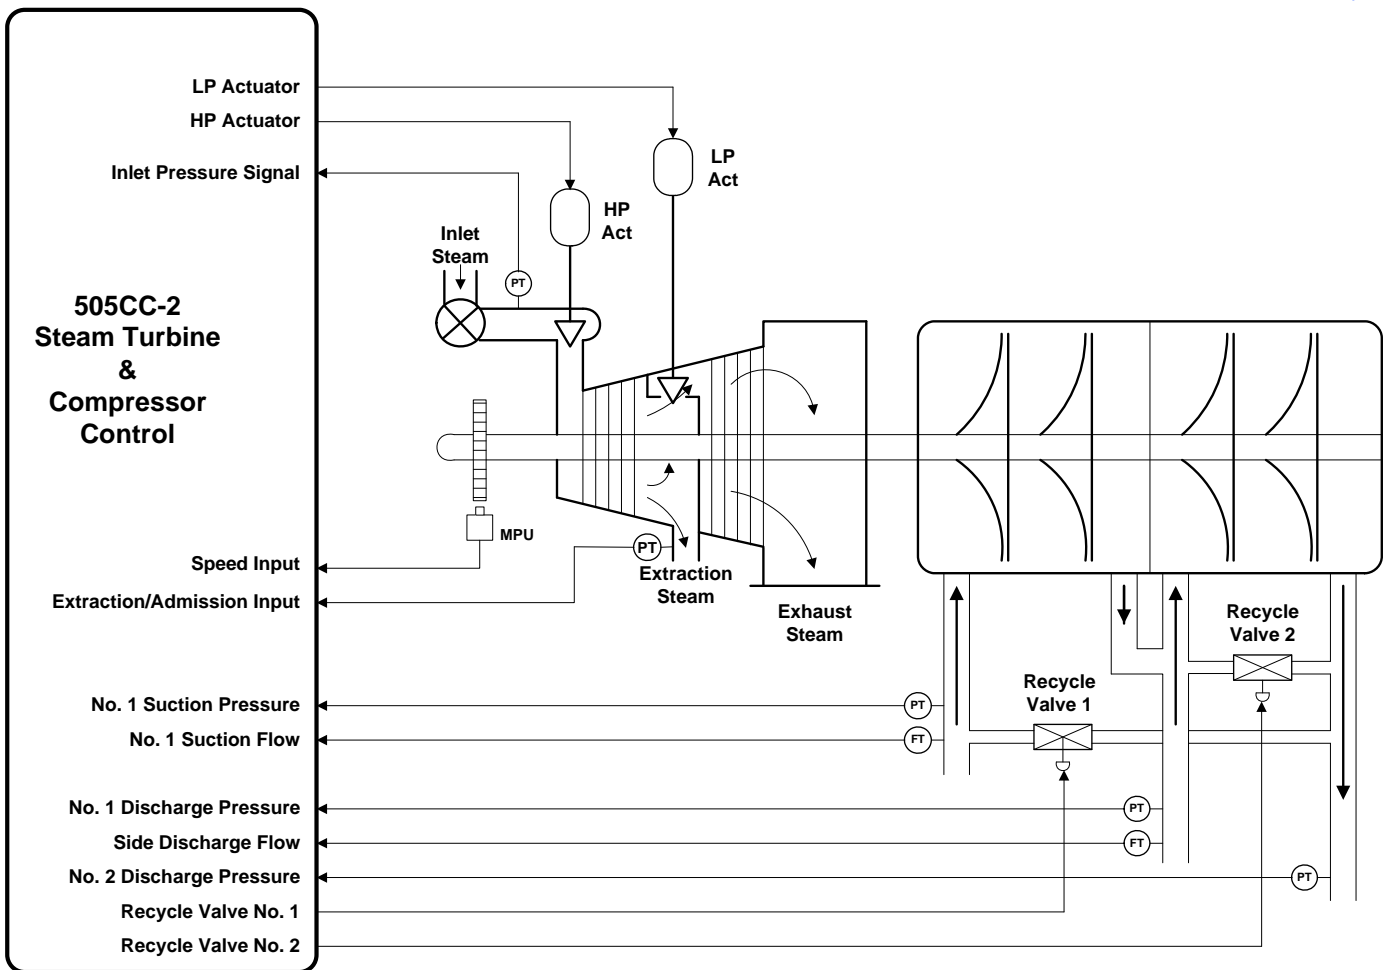 LP Actuator
HP Actuator
Inlet Pressure Signal
505CC-2
Steam Turbine
&
Compressor
Control
Speed Input
Extraction/Admission Input
No. 1 Suction Pressure
No. 1 Suction Flow
No. 1 Discharge Pressure
Side Discharge Flow
No. 2 Discharge Pressure
Recycle Valve No. 1
Recycle Valve No. 2
LP
Act
HP
Act
Inlet
Steam
PT
MPU
PT
Extraction
Steam
Exhaust
Steam
Recycle
Valve 2
Recycle
Valve 1
PT
FT
PT
FT
PT